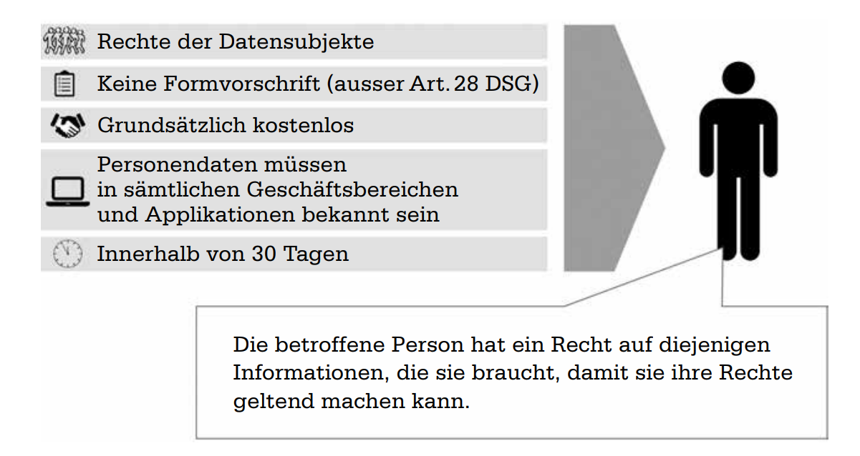 Rechte der Datensubjekte
Keine Formvorschrift (ausser Art. 28 DSG)
Grundsätzlich kostenlos
Personendaten müssen
in sämtlichen Geschäftsbereichen
und Applikationen bekannt sein
Innerhalb von 30 Tagen
Die betroffene Person hat ein Recht auf diejenigen
Informationen, die sie braucht, damit sie ihre Rechte
geltend machen kann.